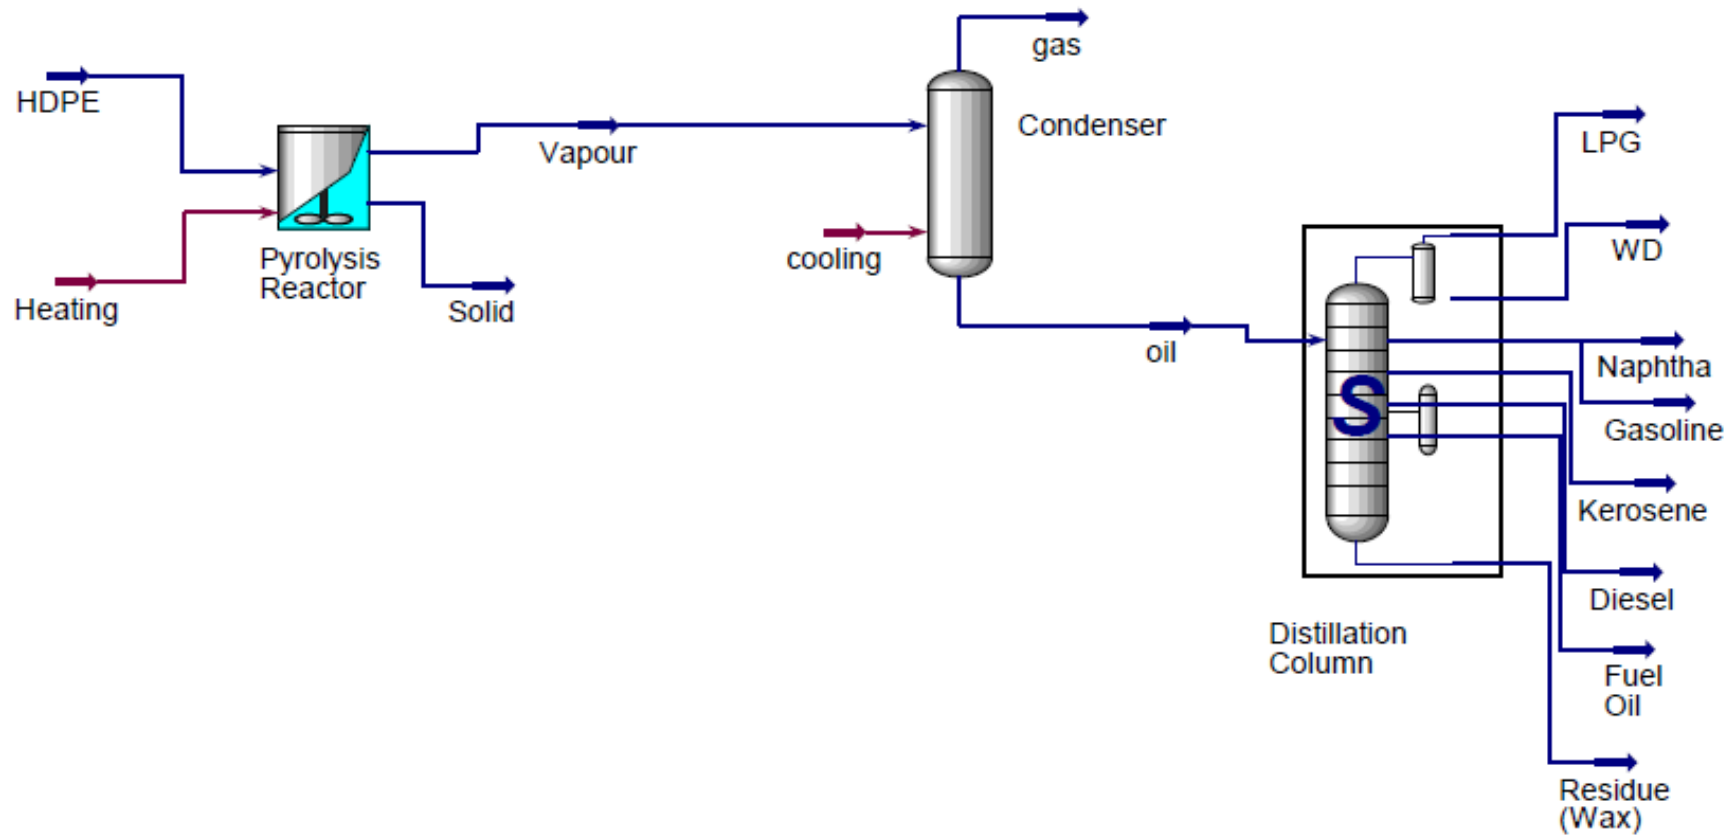 gas
HDPE
Condenser
LPG
Vapour
WD
Pyrolysis
Reactor
cooling
Heating
Solid
oil
Naphtha
S
Gasoline
Kerosene
Diesel
Distillation
Column
Fuel
Oil
Residue
(Wax)